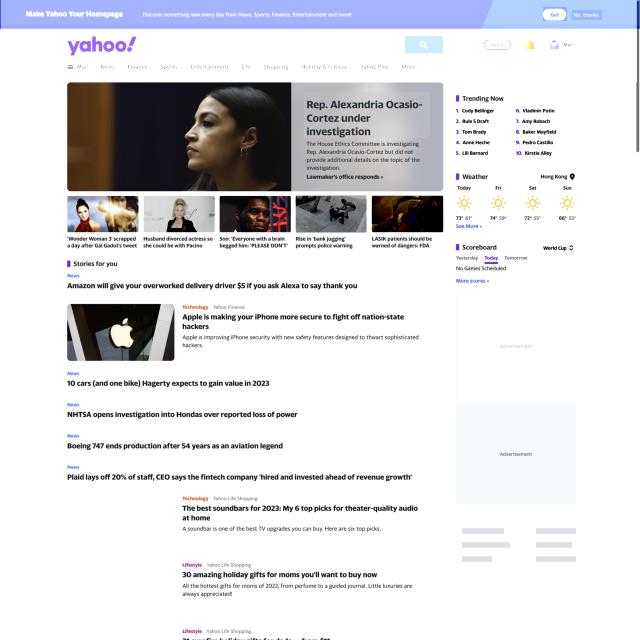 Make Yahoo Your Homepage
Discover something new every day from News, Sports, Finance, Entertainment and more!
Get
No, thanks
yahoo!
Mail
Mail News Finance Sports Entertainment Life Shopping Holiday Gift Ideas Yahoo Plus More
Rep. Alexandria Ocasio-
Cortez under
investigation
The House Ethics Committee is investigating
Rep. Alexandria Ocasio-Cortez but did not
provide additional details on the topic of the
investigation.
Lawmaker's office responds »
'Wonder Woman 3' scrapped
a day after Gal Gadot's tweet
Husband divorced actress so
she could be with Pacino
Son: 'Everyone with a brain
begged him: 'PLEASE DON'T'
Rise in 'bank jugging'
prompts police warning
LASIK patients should be
warned of dangers: FDA
Stories for you
News
Amazon will give your overworked delivery driver $5 if you ask Alexa to say thank you
Technology Yahoo Finance
Apple is making your iPhone more secure to fight off nation-state
hackers
Apple is improving iPhone security with new safety features designed to thwart sophisticated
hackers.
News
10 cars (and one bike) Hagerty expects to gain value in 2023
News
NHTSA opens investigation into Hondas over reported loss of power
News
Boeing 747 ends production after 54 years as an aviation legend
News
Plaid lays off 20% of staff, CEO says the fintech company 'hired and invested ahead of revenue growth'
Technology Yahoo Life Shopping
The best soundbars for 2023: My 6 top picks for theater-quality audio
at home
A soundbar is one of the best TV upgrades you can buy. Here are six top picks.
Lifestyle Yahoo Life Shopping
30 amazing holiday gifts for moms you'll want to buy now
All the hottest gifts for moms of 2022, from perfume to a guided journal. Little luxuries are
always appreciated!
Lifestyle Yahoo Life Shopping
Trending Now
1. Cody Bellinger
2. Rule 5 Draft
3. Tom Brady
4. Anne Heche
5. Lili Bernard
6. Vladimir Putin
7. Amy Robach
8. Baker Mayfield
9. Pedro Castillo
10. Kirstie Alley
Weather Hong Kong
Today Fri Sat Sun
73° 61° 74° 59° 72° 55° 66° 53°
See More »
Scoreboard World Cup
Yesterday Today Tomorrow
No Games Scheduled
More scores »
Advertisement
Advertisement